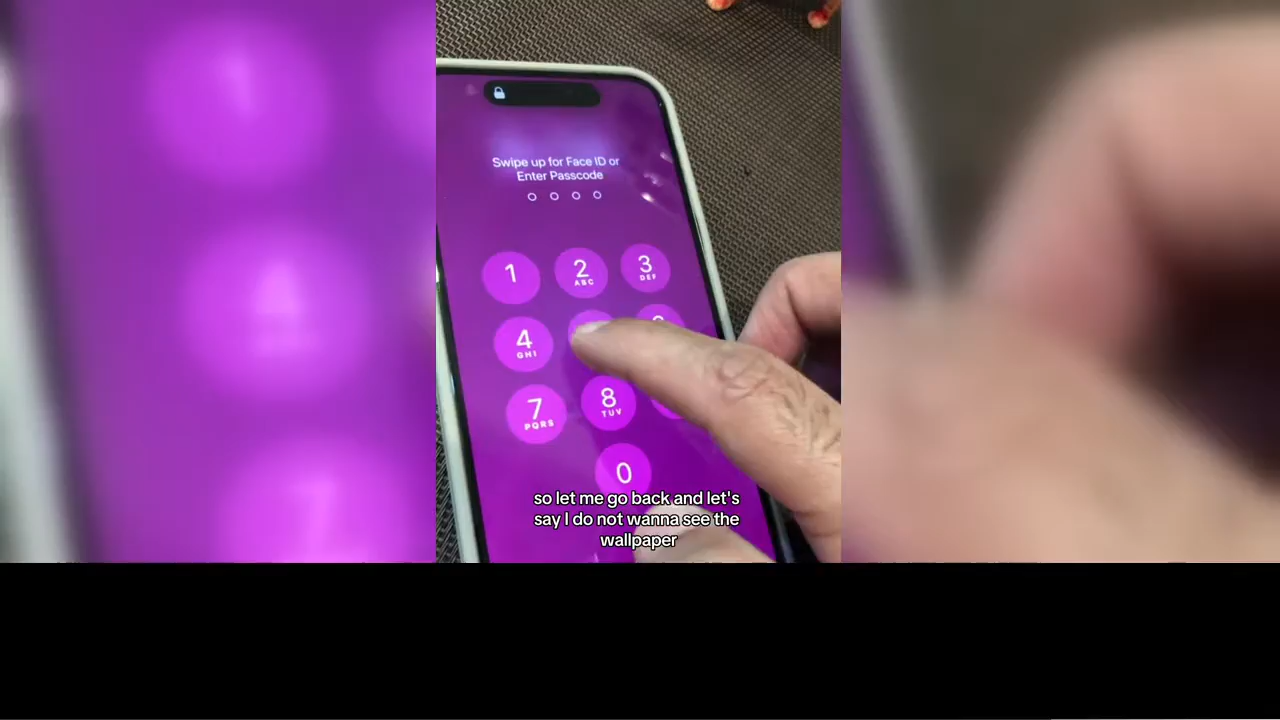 Swipe up for Face ID or
Enter Passcode
1
2
ABC
3
DEF
4
GHI
7
PQRS
8
TUV
0
so let me go back and let's
say I do not wanna see the
wallpaper